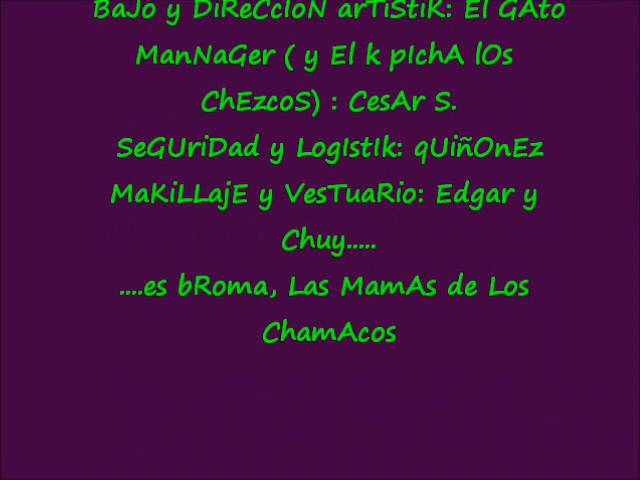 BaJo y DiReCcIoN arTiStiK: El GAto
ManNaGer ( y El k pIchA lOs
ChEzcoS) : CesAr S.
SeGUriDad y LogIstIk: qUiñOnEz
MaKiLLajE y VesTuaRio: Edgar y
Chuy.....
....es bRoma, Las MamAs de Los
ChamAcos